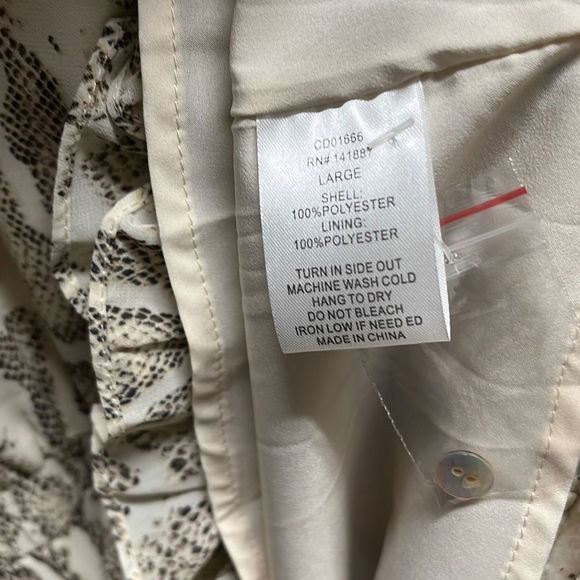 CD01666
RN# 141887
LARGE
SHELL:
100%POLYESTER
LINING:
100%POLYESTER
TURN IN SIDE OUT
MACHINE WASH COLD
HANG TO DRY
DO NOT BLEACH
IRON LOW IF NEED ED
MADE IN CHINA